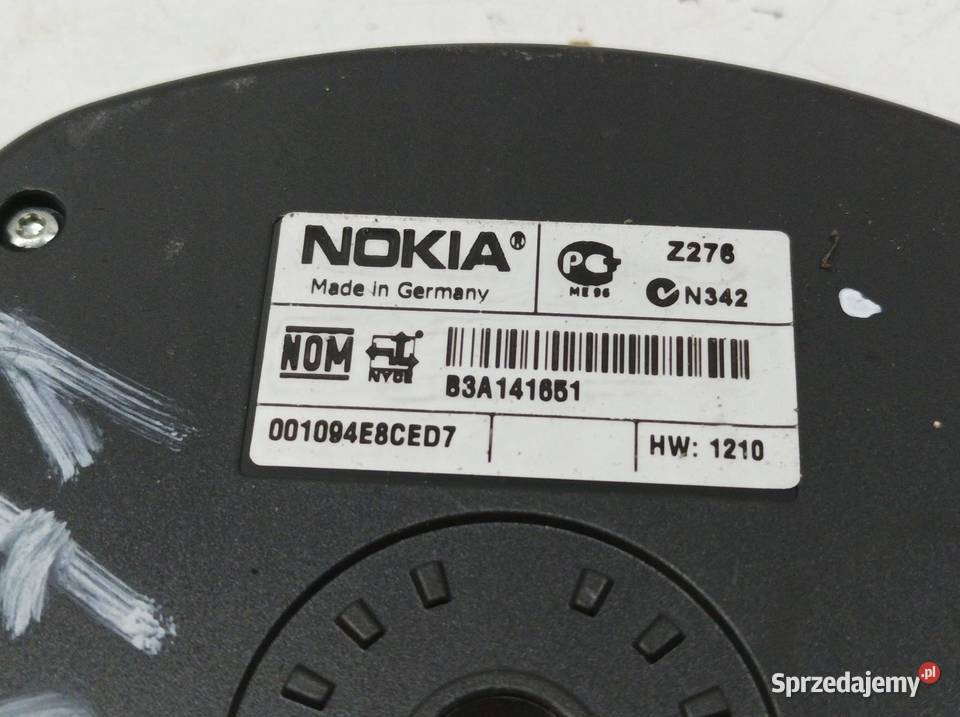 NOKIA®
Made in Germany
PC
ME96
Z276
N342
NOM
NYCE
B3A141651
001094E8CED7
HW: 1210
Sprzedajemy.pl